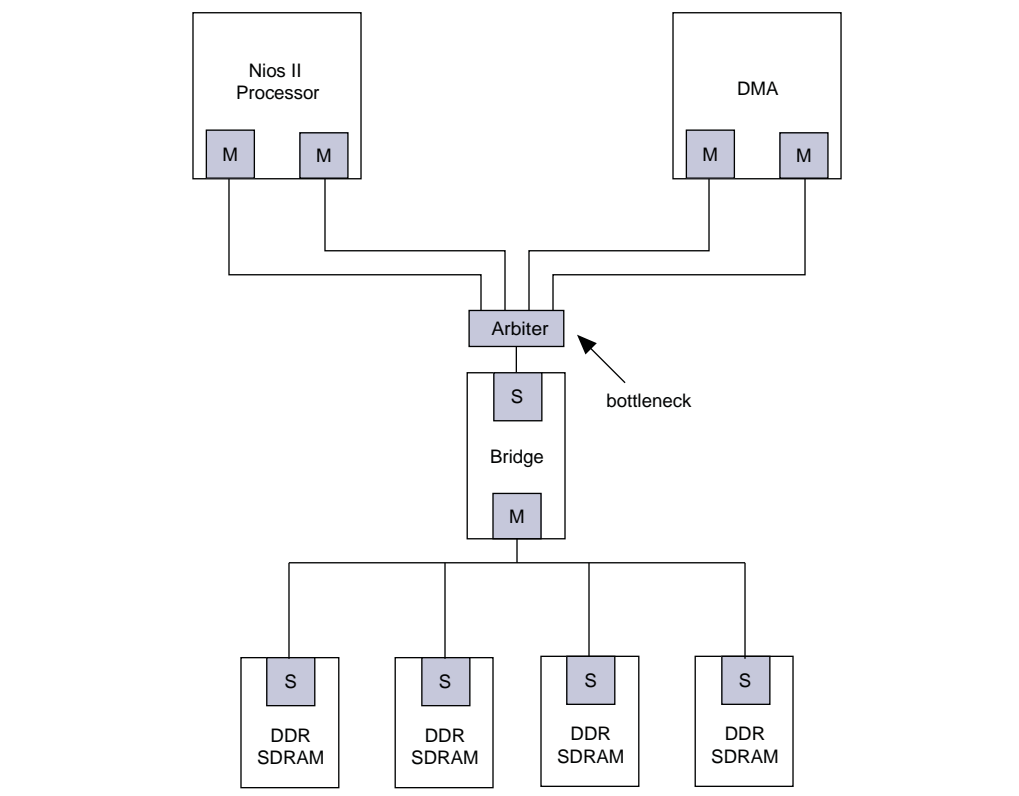 Nios II
Processor
DMA
M
M
M
M
Arbiter
bottleneck
S
Bridge
M
S
S
S
S
DDR
SDRAM
DDR
SDRAM
DDR
SDRAM
DDR
SDRAM